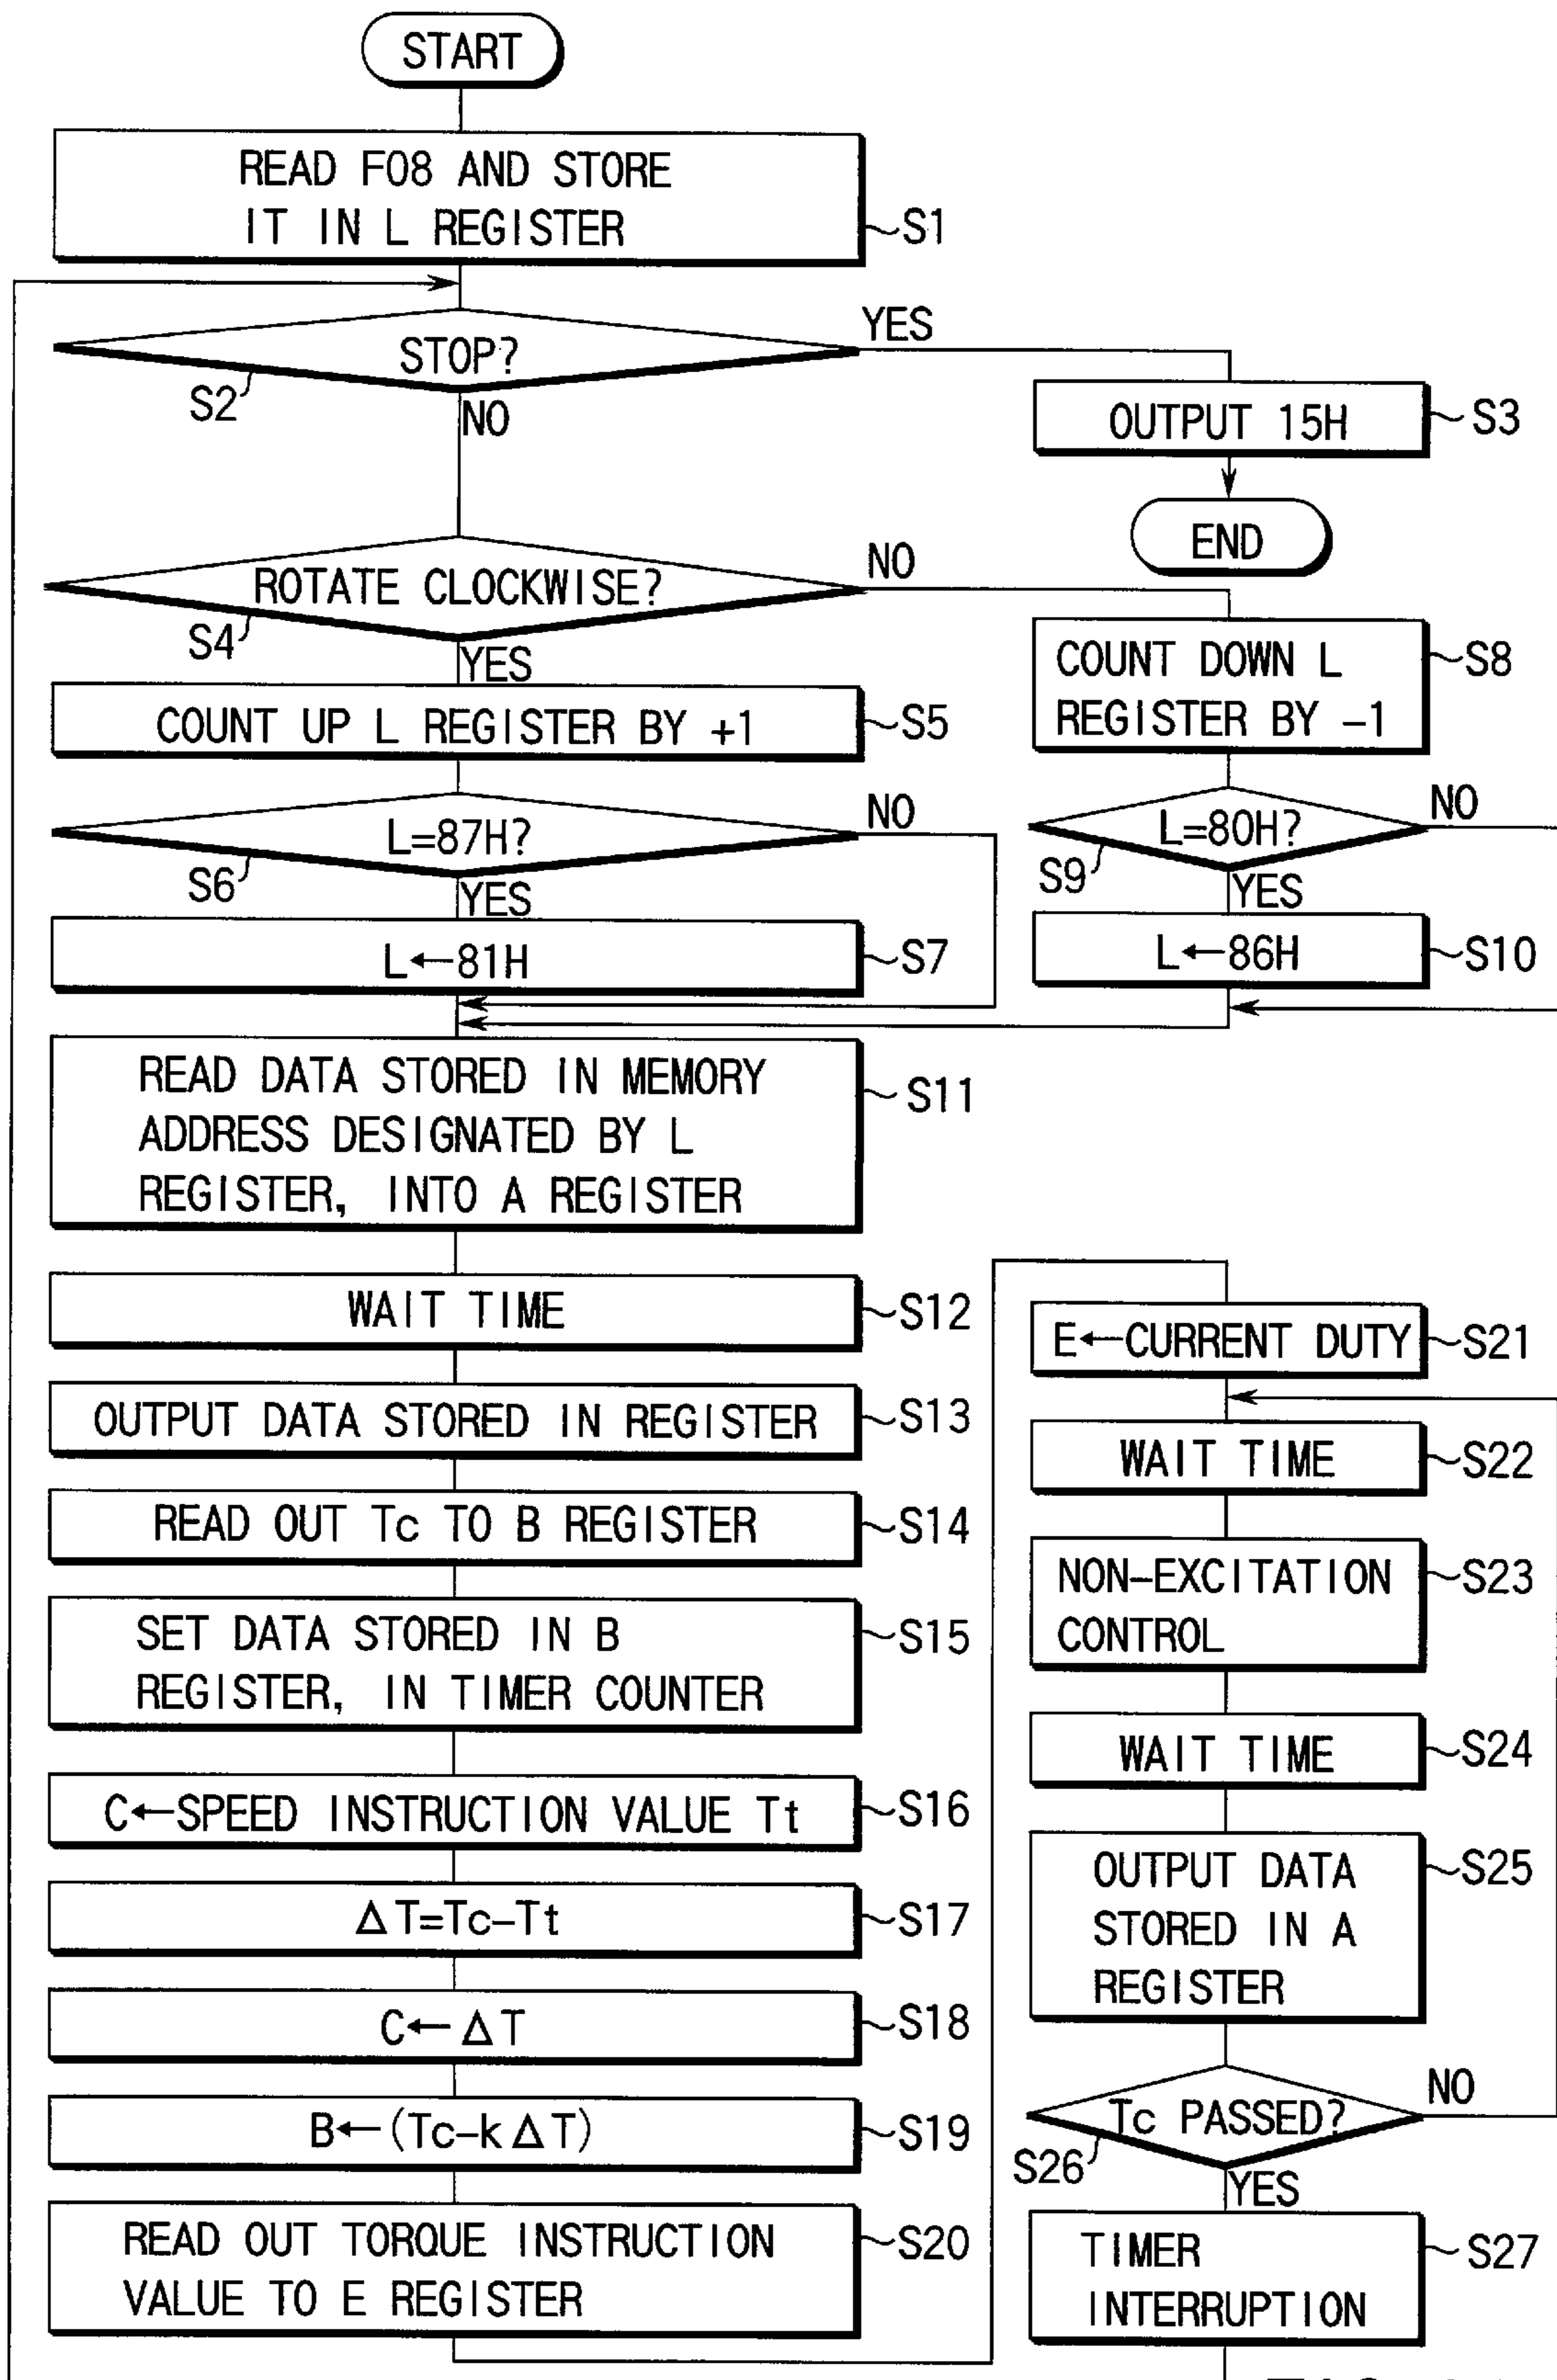 START
READ F08 AND STORE
IT IN L REGISTER
S1
STOP?
YES
S2
NO
OUTPUT 15H
S3
END
ROTATE CLOCKWISE?
NO
S4
YES
COUNT UP L REGISTER BY +1
S5
COUNT DOWN L
REGISTER BY -1
S8
L=87H?
NO
S6
YES
L=80H?
NO
S9
YES
L←81H
S7
L←86H
S10
READ DATA STORED IN MEMORY
ADDRESS DESIGNATED BY L
REGISTER, INTO A REGISTER
S11
WAIT TIME
S12
OUTPUT DATA STORED IN REGISTER
S13
READ OUT Tc TO B REGISTER
S14
SET DATA STORED IN B
REGISTER, IN TIMER COUNTER
S15
C←SPEED INSTRUCTION VALUE Tt
S16
ΔT=Tc-Tt
S17
C←ΔT
S18
B←(Tc-kΔT)
S19
READ OUT TORQUE INSTRUCTION
VALUE TO E REGISTER
S20
E←CURRENT DUTY
S21
WAIT TIME
S22
NON-EXCITATION
CONTROL
S23
WAIT TIME
S24
OUTPUT DATA
STORED IN A
REGISTER
S25
Tc PASSED?
NO
S26
YES
TIMER
INTERRUPTION
S27